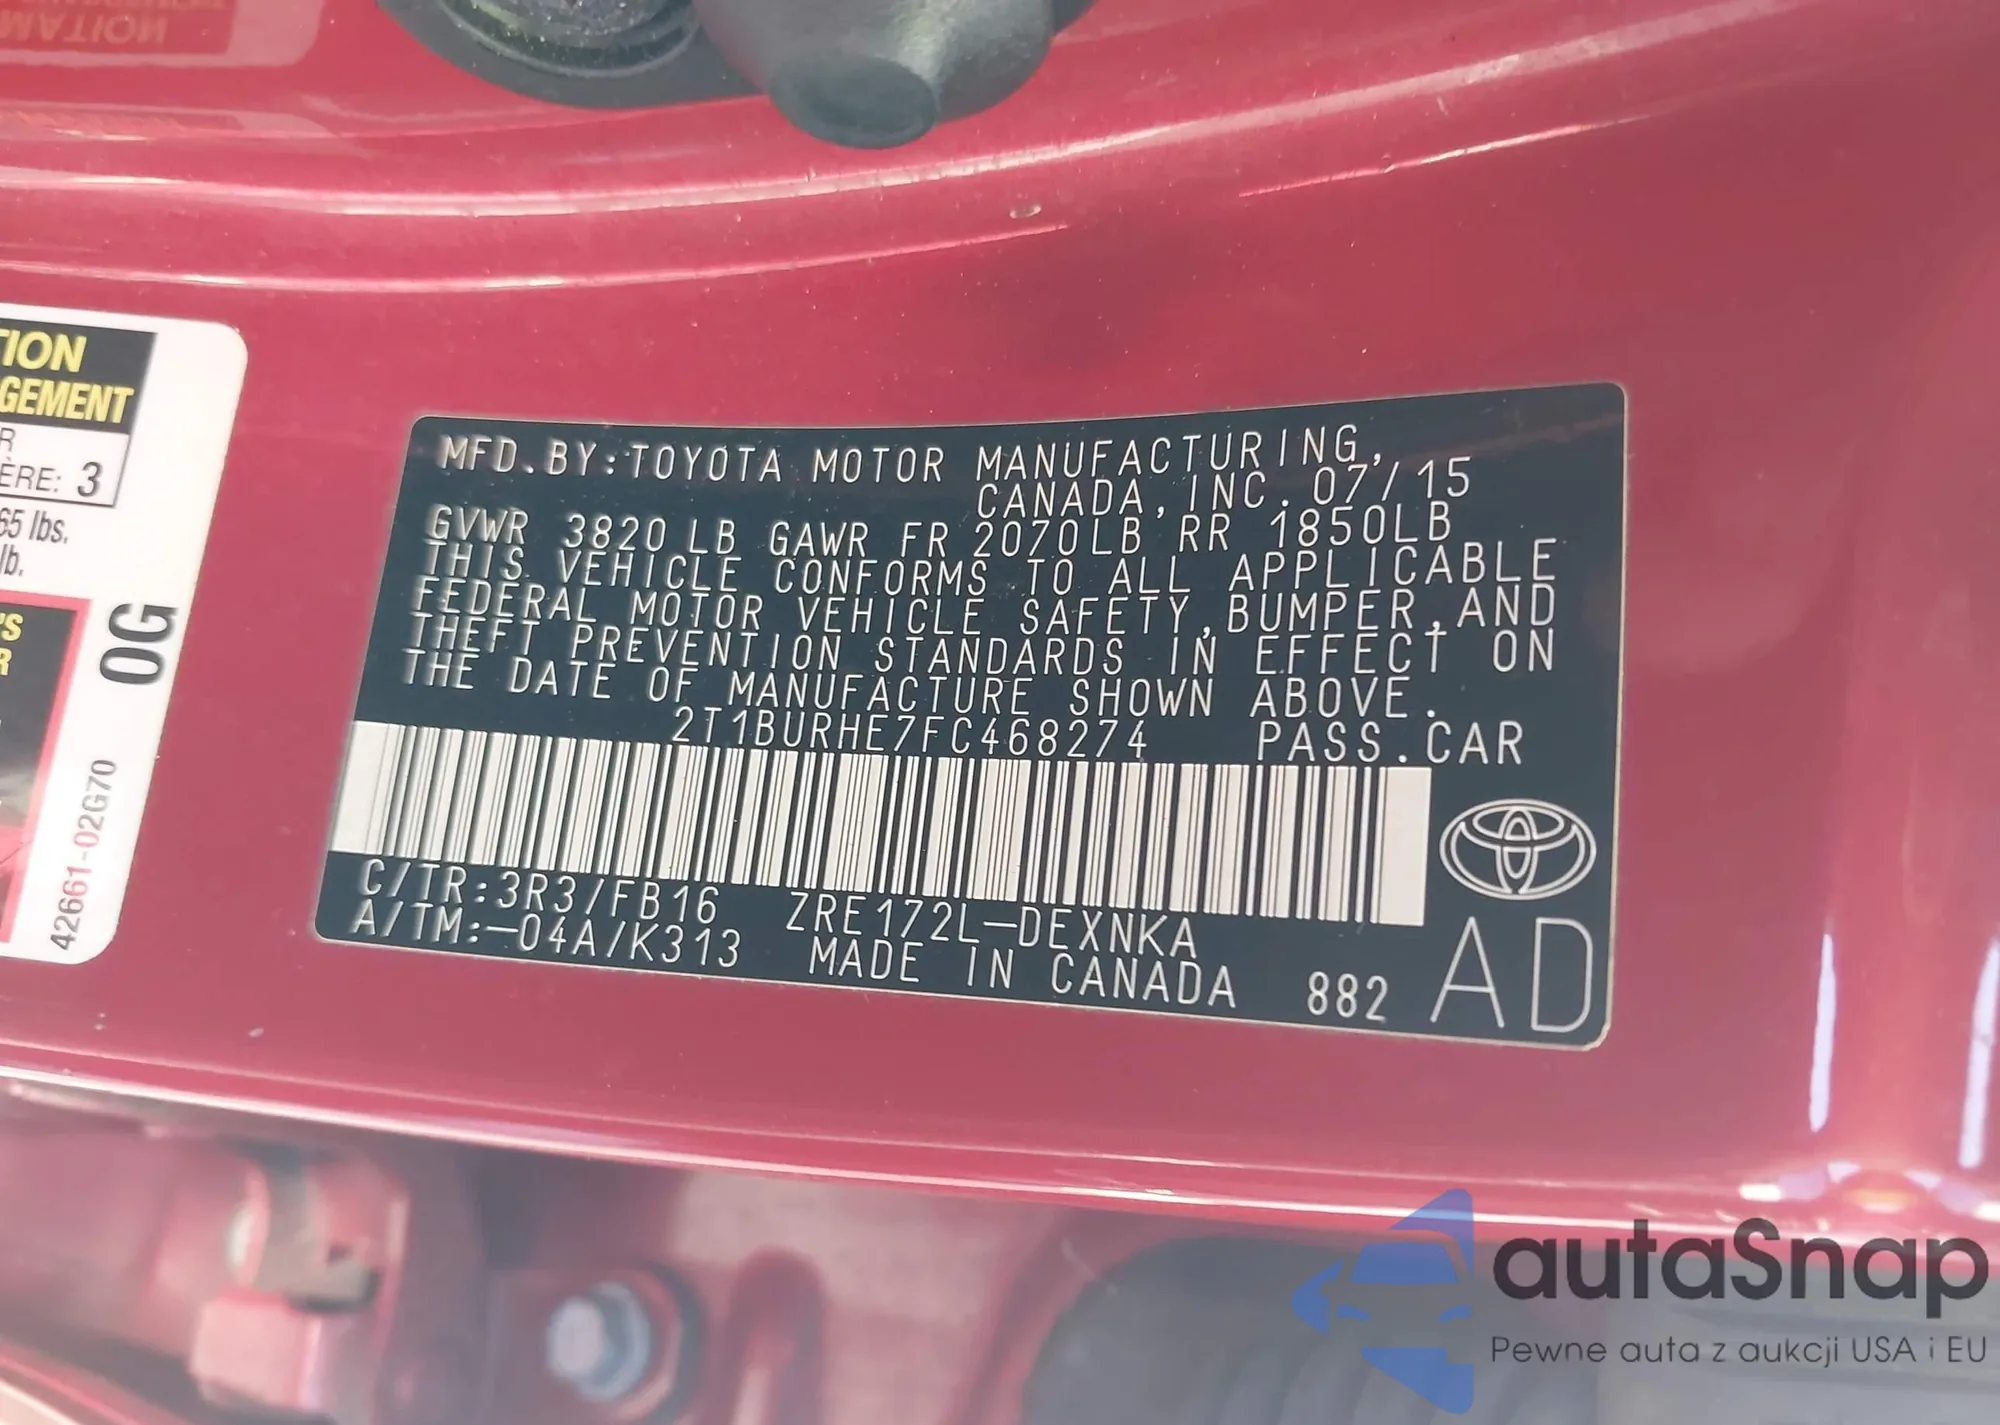 MATION
TION
GEMENT
R
ÈRE: 3
65 lbs.
lb.
'S
R
0G
42661-02G70
MFD.BY:TOYOTA MOTOR MANUFACTURING,
CANADA,INC.07/15
GVWR 3820LB GAWR FR 2070LB RR 1850LB
THIS VEHICLE CONFORMS TO ALL APPLICABLE
FEDERAL MOTOR VEHICLE SAFETY,BUMPER,AND
THEFT PREVENTION STANDARDS IN EFFECT ON
THE DATE OF MANUFACTURE SHOWN ABOVE.
2T1BURHE7FC468274 PASS.CAR
C/TR:3R3/FB16 ZRE172L-DEXNKA
A/TM:-04A/K313 MADE IN CANADA 882 AD
autaSnap
Pewne auta z aukcji USA i EU